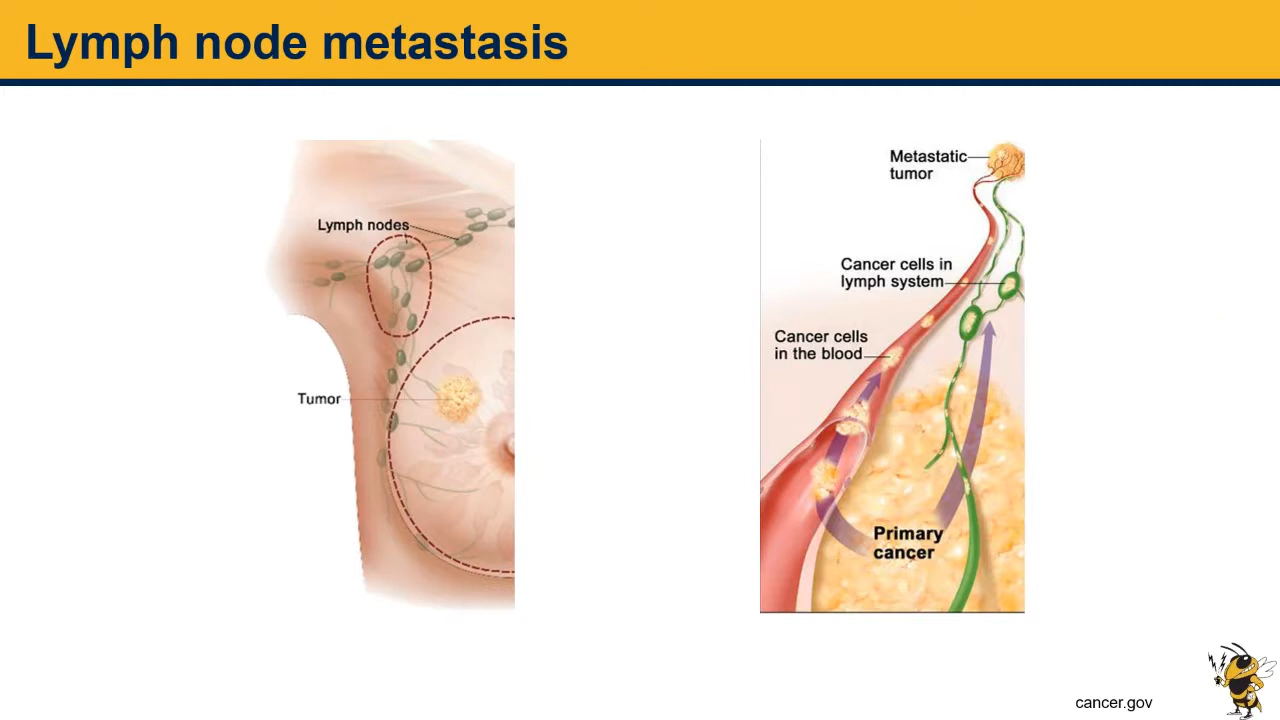 Lymph node metastasis
Lymph nodes
Tumor
Metastatic
tumor
Cancer cells in
lymph system
Cancer cells
in the blood
Primary
cancer
cancer.gov